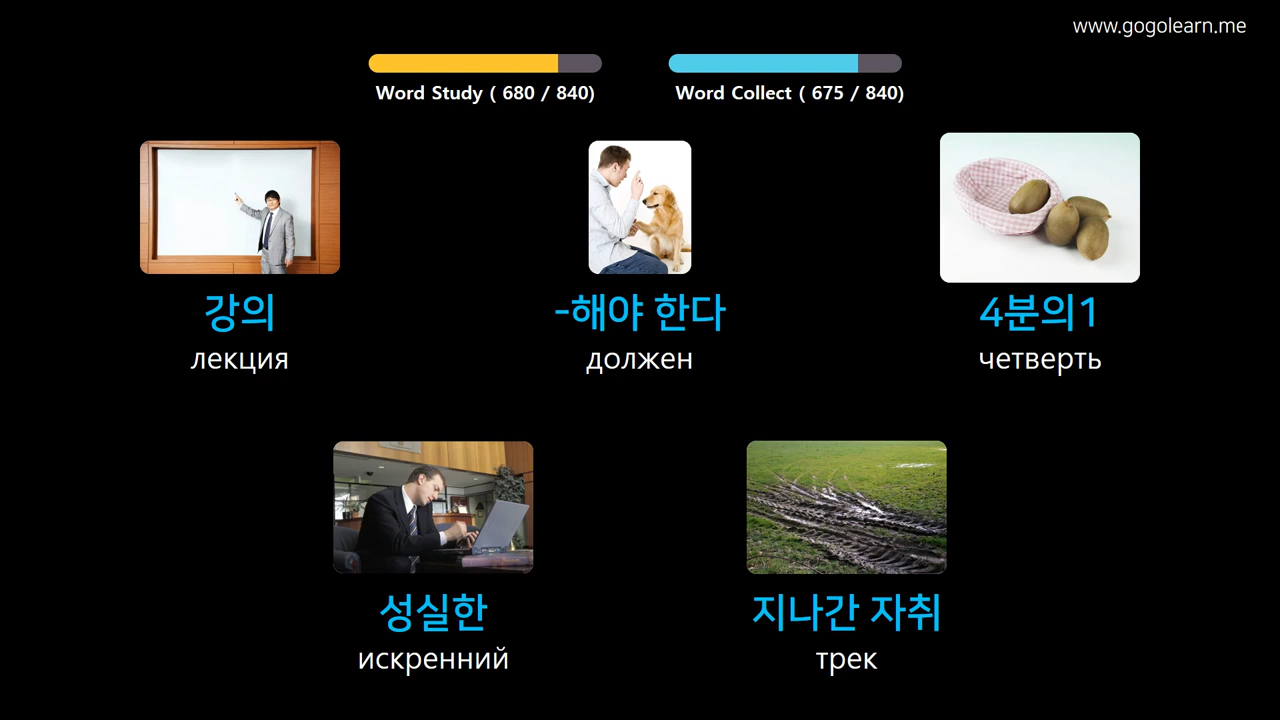 www.gogolearn.me
Word Study ( 680 / 840)
Word Collect ( 675 / 840)
강의
лекция
-해야 한다
должен
4분의1
четверть
성실한
искренний
지나간 자취
трек